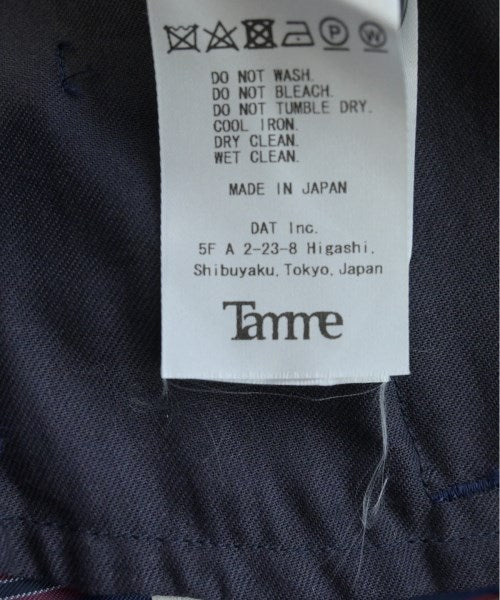 P W
DO NOT WASH.
DO NOT BLEACH.
DO NOT TUMBLE DRY.
COOL IRON.
DRY CLEAN.
WET CLEAN.
MADE IN JAPAN
DAT Inc.
5F A 2-23-8 Higashi,
Shibuyaku, Tokyo, Japan
Tamme